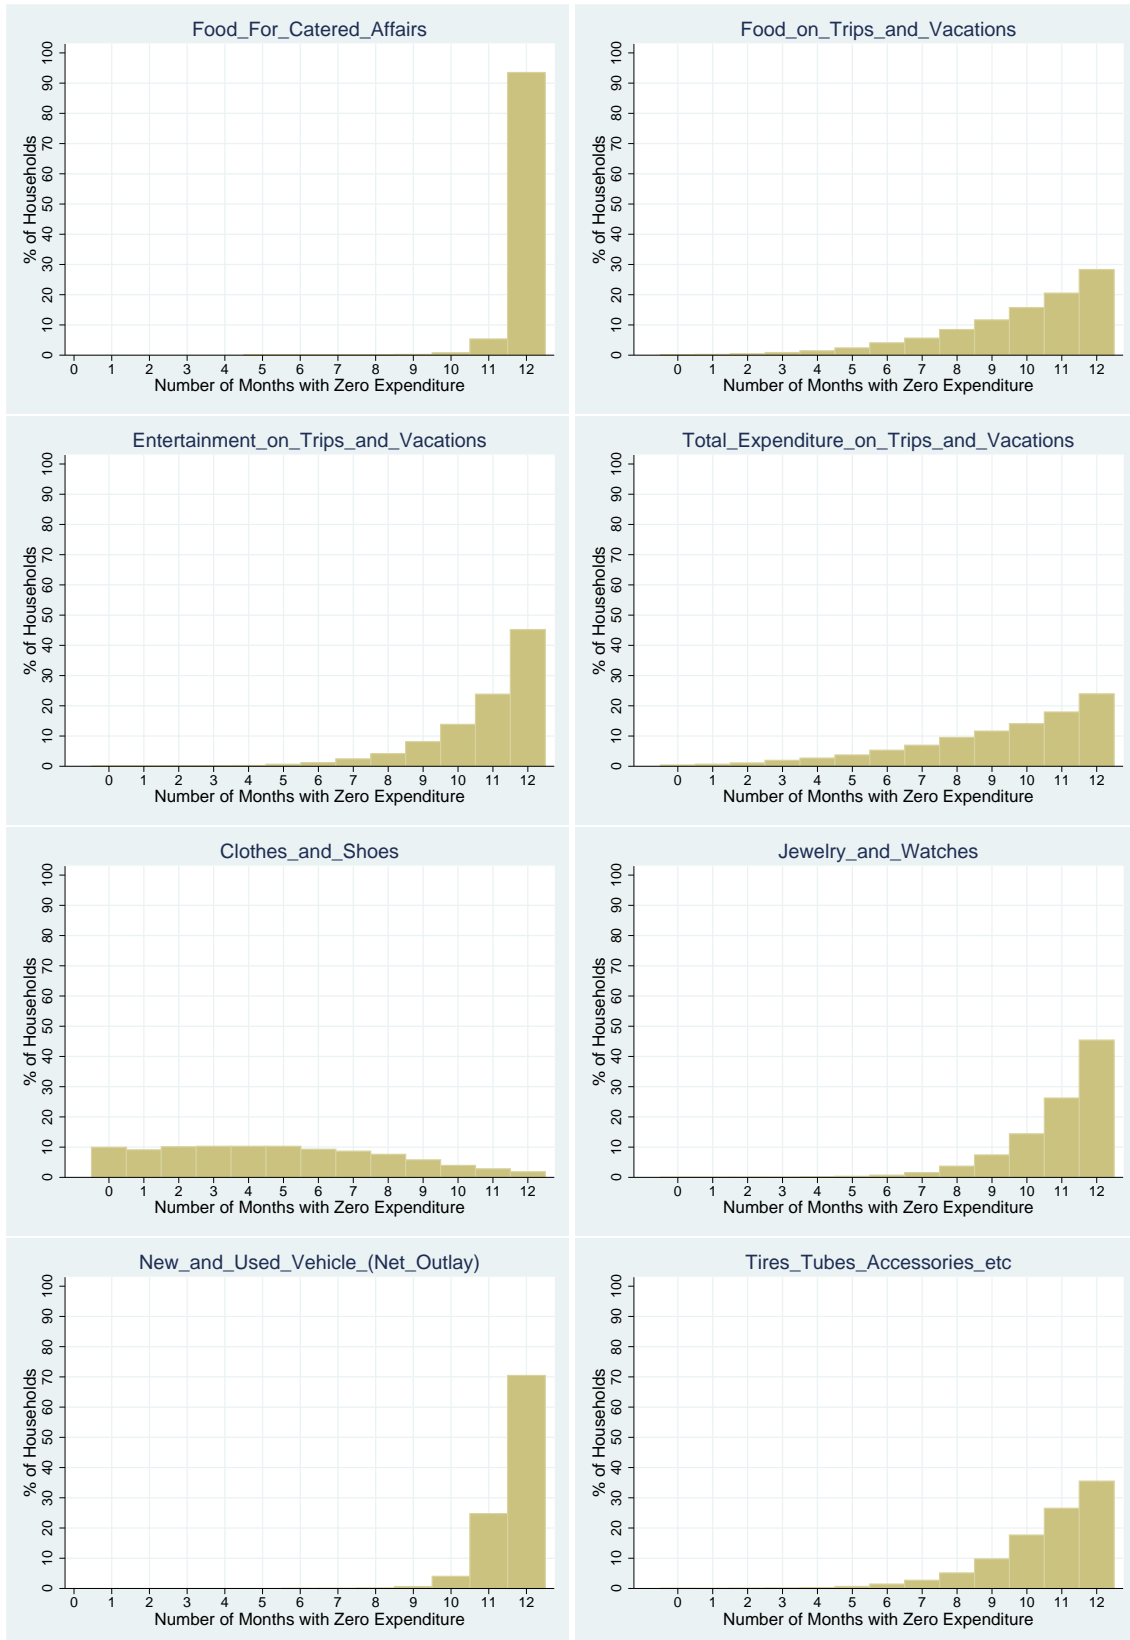 Food_For_Catered_Affairs
% of Households
0 10 20 30 40 50 60 70 80 90 100
0 1 2 3 4 5 6 7 8 9 10 11 12
Number of Months with Zero Expenditure
Food_on_Trips_and_Vacations
% of Households
0 10 20 30 40 50 60 70 80 90 100
0 1 2 3 4 5 6 7 8 9 10 11 12
Number of Months with Zero Expenditure
Entertainment_on_Trips_and_Vacations
% of Households
0 10 20 30 40 50 60 70 80 90 100
0 1 2 3 4 5 6 7 8 9 10 11 12
Number of Months with Zero Expenditure
Total_Expenditure_on_Trips_and_Vacations
% of Households
0 10 20 30 40 50 60 70 80 90 100
0 1 2 3 4 5 6 7 8 9 10 11 12
Number of Months with Zero Expenditure
Clothes_and_Shoes
% of Households
0 10 20 30 40 50 60 70 80 90 100
0 1 2 3 4 5 6 7 8 9 10 11 12
Number of Months with Zero Expenditure
Jewelry_and_Watches
% of Households
0 10 20 30 40 50 60 70 80 90 100
0 1 2 3 4 5 6 7 8 9 10 11 12
Number of Months with Zero Expenditure
New_and_Used_Vehicle_(Net_Outlay)
% of Households
0 10 20 30 40 50 60 70 80 90 100
0 1 2 3 4 5 6 7 8 9 10 11 12
Number of Months with Zero Expenditure
Tires_Tubes_Accessories_etc
% of Households
0 10 20 30 40 50 60 70 80 90 100
0 1 2 3 4 5 6 7 8 9 10 11 12
Number of Months with Zero Expenditure